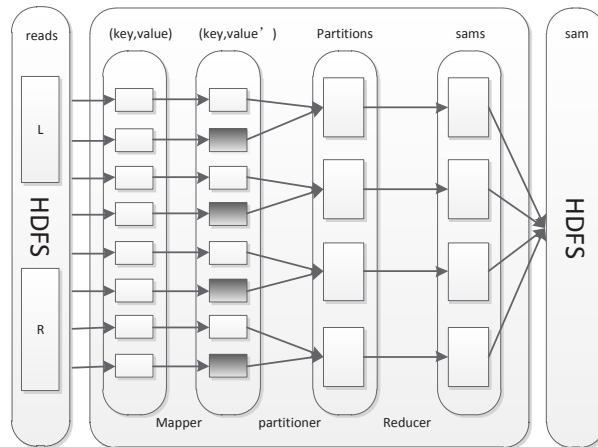 reads
(key,value)
(key,value’)
Partitions
sams
sam
L
HDFS
R
HDFS
Mapper
partitioner
Reducer